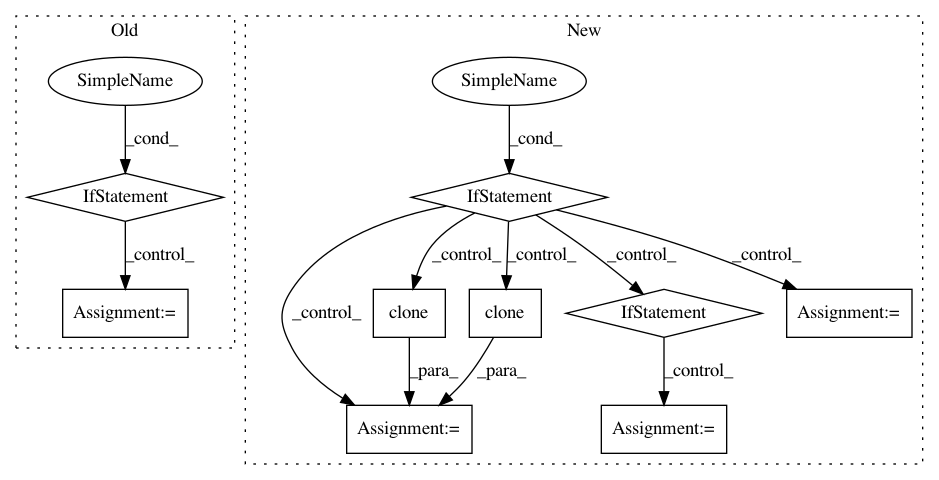 Old
New
SimpleName
SimpleName
_cond_
_cond_
IfStatement
IfStatement
_control_
_control_
_control_
_control_
_control_
_control_
Assignment:=
clone
clone
IfStatement
Assignment:=
_para_
_para_
_control_
Assignment:=
Assignment:=